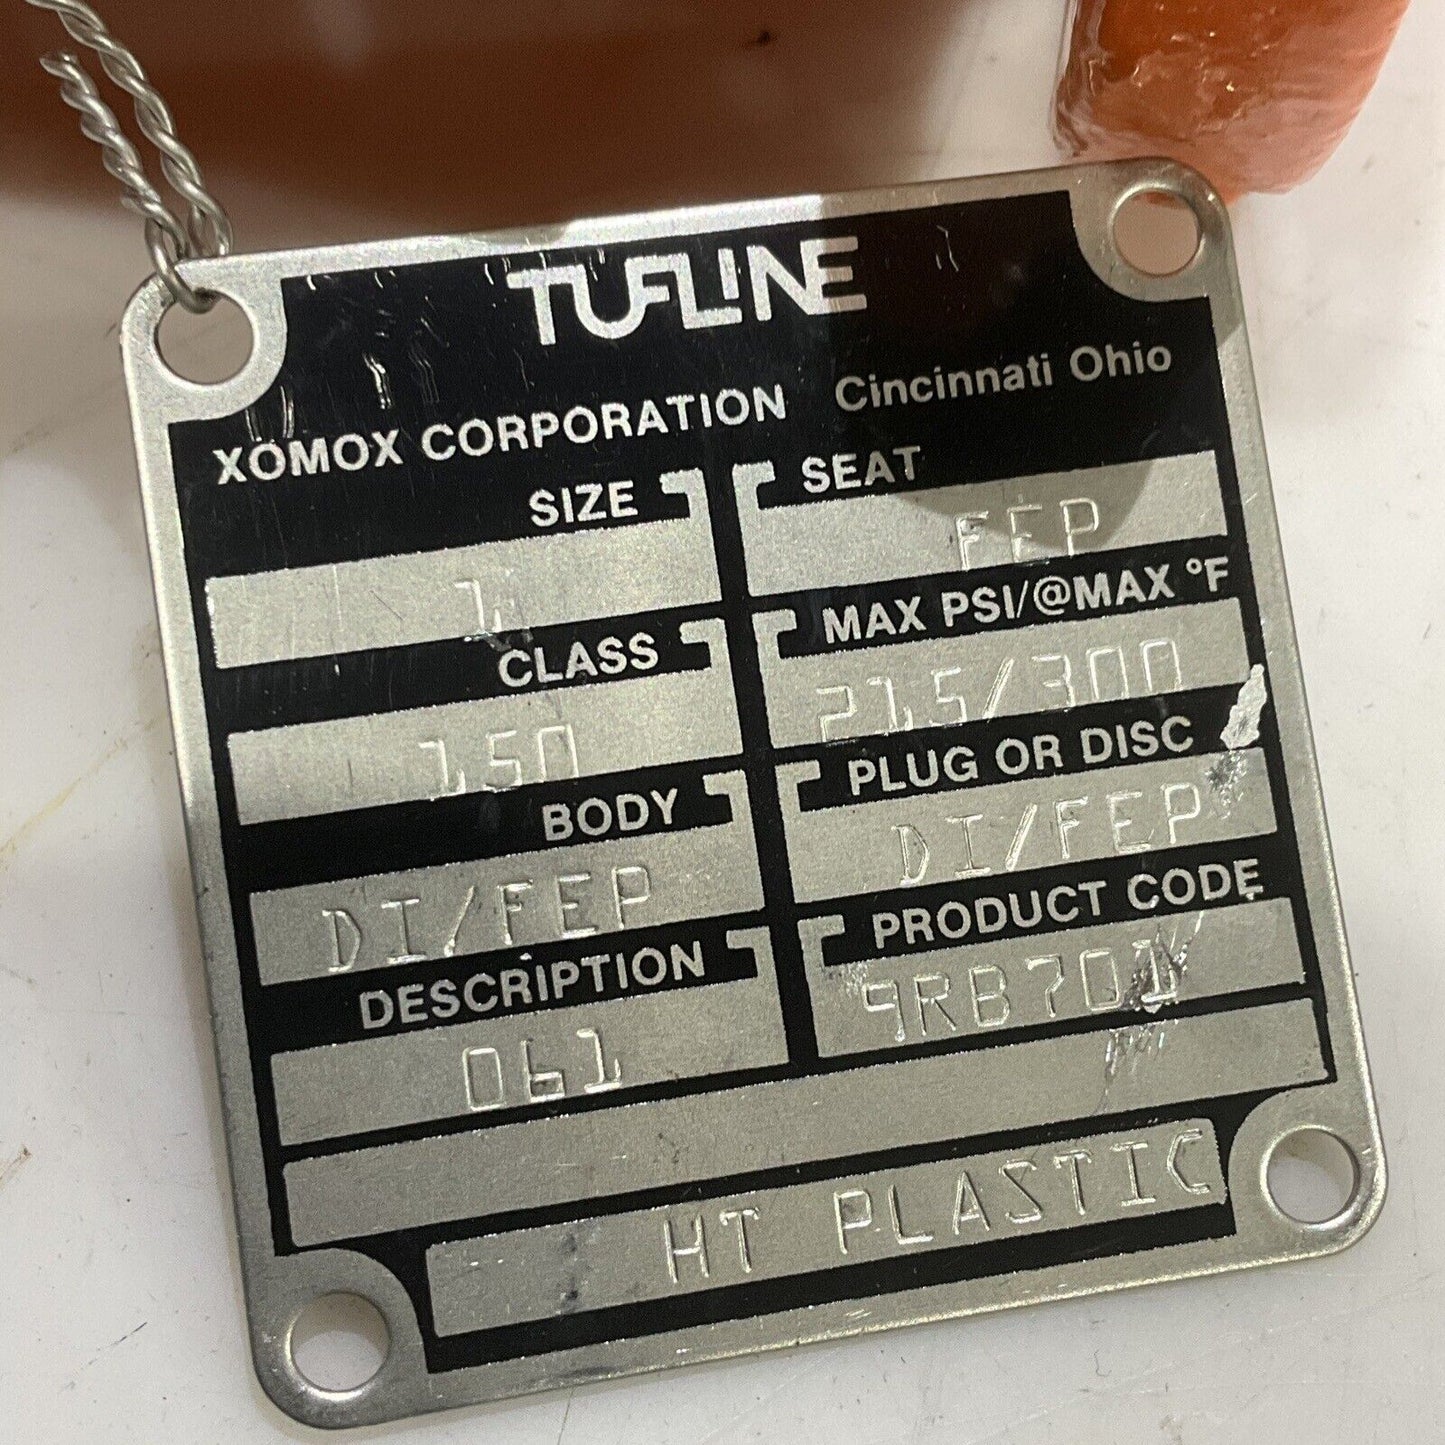 TUFLINE
XOMOX CORPORATION Cincinnati Ohio
SIZE SEAT
1 FEP
CLASS MAX PSI/@MAX °F
150 215/300
BODY PLUG OR DISC
DI/FEP DI/FEP
DESCRIPTION PRODUCT CODE
061 9RB701
HT PLASTIC